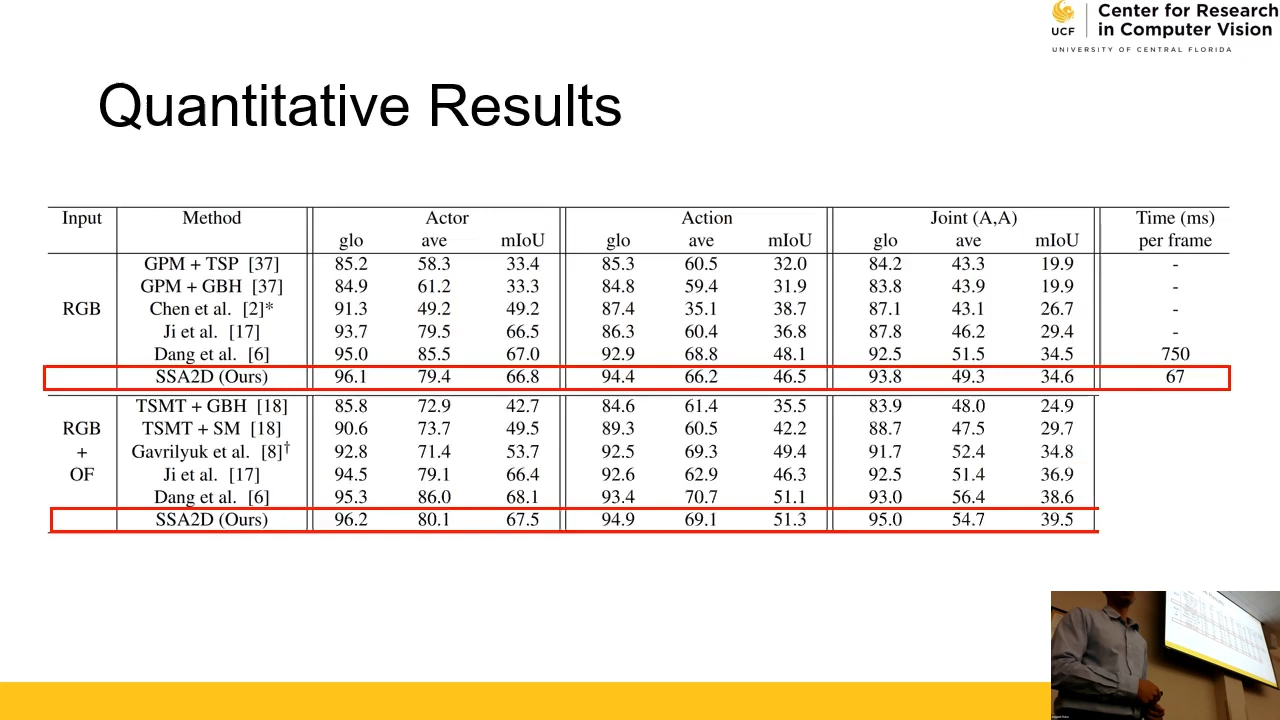 Center for Research
in Computer Vision
UCF
UNIVERSITY OF CENTRAL FLORIDA
Quantitative Results
Input Method Actor Action Joint (A,A) Time (ms)
glo ave mIoU glo ave mIoU glo ave mIoU per frame
GPM + TSP [37] 85.2 58.3 33.4 85.3 60.5 32.0 84.2 43.3 19.9 -
GPM + GBH [37] 84.9 61.2 33.3 84.8 59.4 31.9 83.8 43.9 19.9 -
RGB Chen et al. [2]* 91.3 49.2 49.2 87.4 35.1 38.7 87.1 43.1 26.7 -
Ji et al. [17] 93.7 79.5 66.5 86.3 60.4 36.8 87.8 46.2 29.4 -
Dang et al. [6] 95.0 85.5 67.0 92.9 68.8 48.1 92.5 51.5 34.5 750
SSA2D (Ours) 96.1 79.4 66.8 94.4 66.2 46.5 93.8 49.3 34.6 67
TSMT + GBH [18] 85.8 72.9 42.7 84.6 61.4 35.5 83.9 48.0 24.9
RGB TSMT + SM [18] 90.6 73.7 49.5 89.3 60.5 42.2 88.7 47.5 29.7
+ Gavrilyuk et al. [8]† 92.8 71.4 53.7 92.5 69.3 49.4 91.7 52.4 34.8
OF Ji et al. [17] 94.5 79.1 66.4 92.6 62.9 46.3 92.5 51.4 36.9
Dang et al. [6] 95.3 86.0 68.1 93.4 70.7 51.1 93.0 56.4 38.6
SSA2D (Ours) 96.2 80.1 67.5 94.9 69.1 51.3 95.0 54.7 39.5